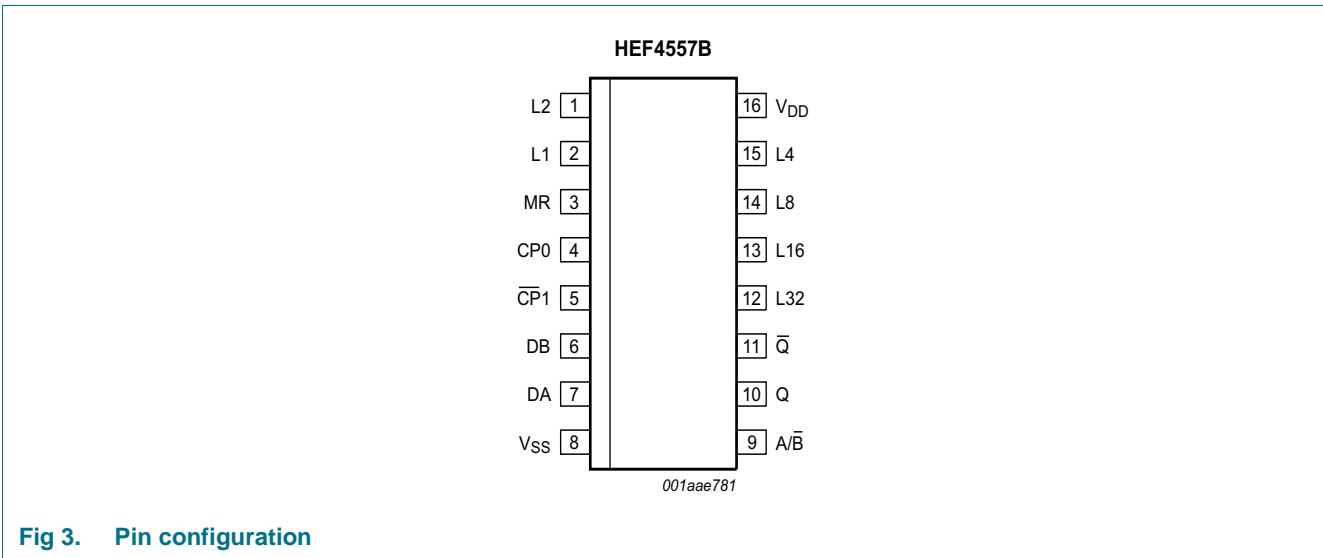 HEF4557B
L2 1 16 VDD
L1 2 15 L4
MR 3 14 L8
CP0 4 13 L16
C̅P̅1 5 12 L32
DB 6 11 Q̅
DA 7 10 Q
VSS 8 9 A/B̅
001aae781
Fig 3. Pin configuration